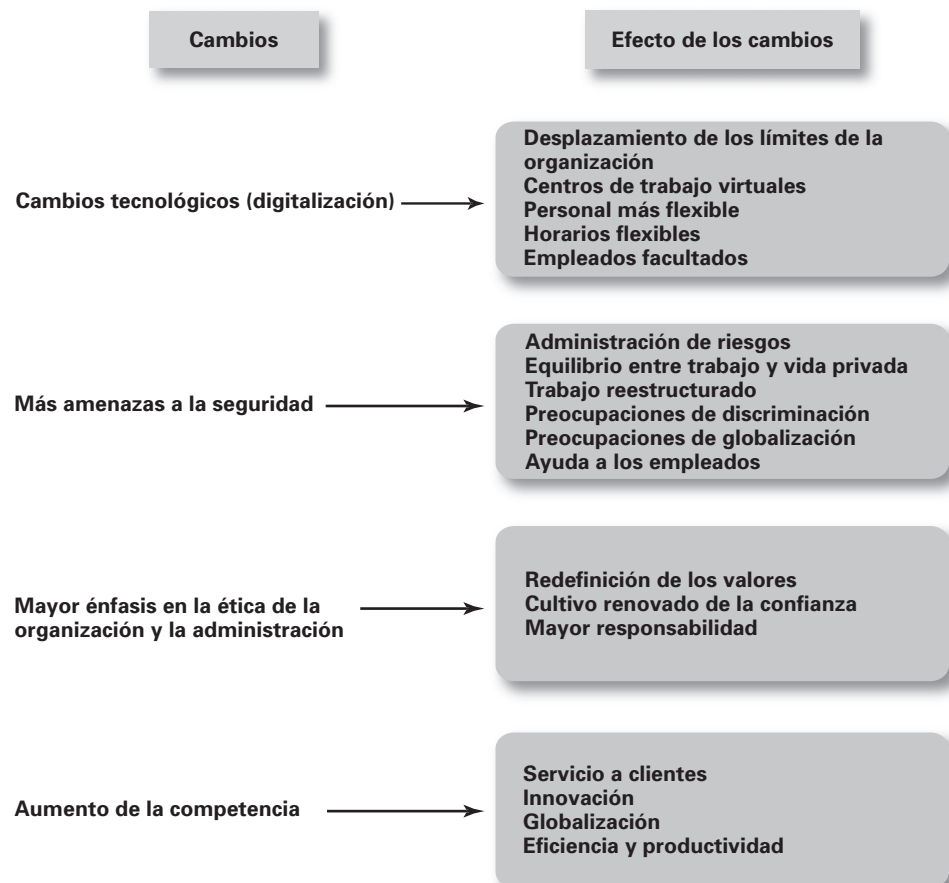 Cambios
Efecto de los cambios
Cambios tecnológicos (digitalización)
Desplazamiento de los límites de la
organización
Centros de trabajo virtuales
Personal más flexible
Horarios flexibles
Empleados facultados
Más amenazas a la seguridad
Administración de riesgos
Equilibrio entre trabajo y vida privada
Trabajo reestructurado
Preocupaciones de discriminación
Preocupaciones de globalización
Ayuda a los empleados
Mayor énfasis en la ética de la
organización y la administración
Redefinición de los valores
Cultivo renovado de la confianza
Mayor responsabilidad
Aumento de la competencia
Servicio a clientes
Innovación
Globalización
Eficiencia y productividad